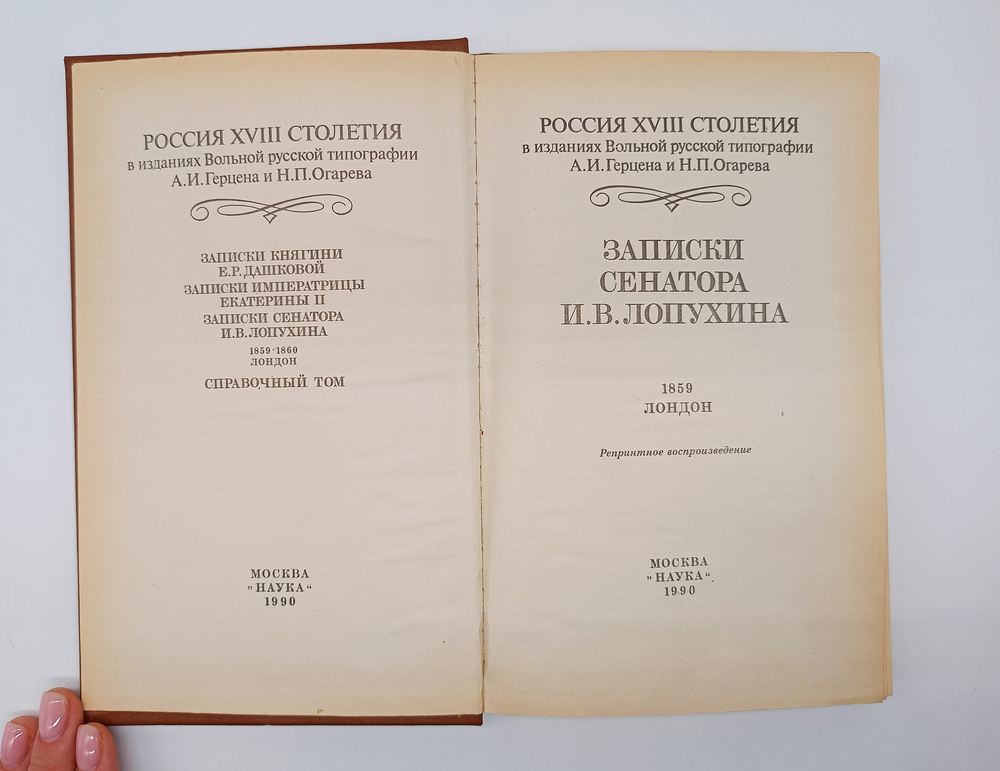 РОССИЯ XVIII СТОЛЕТИЯ
в изданиях Вольной русской типографии
А.И.Герцена и Н.П.Огарева
ЗАПИСКИ КНЯГИНИ
Е.Р.ДАШКОВОЙ
ЗАПИСКИ ИМПЕРАТРИЦЫ
ЕКАТЕРИНЫ II
ЗАПИСКИ СЕНАТОРА
И.В.ЛОПУХИНА
1859-1860
ЛОНДОН
СПРАВОЧНЫЙ ТОМ
МОСКВА
„НАУКА“
1990
РОССИЯ XVIII СТОЛЕТИЯ
в изданиях Вольной русской типографии
А.И.Герцена и Н.П.Огарева
ЗАПИСКИ
СЕНАТОРА
И.В.ЛОПУХИНА
1859
ЛОНДОН
Репринтное воспроизведение
МОСКВА
„НАУКА“
1990